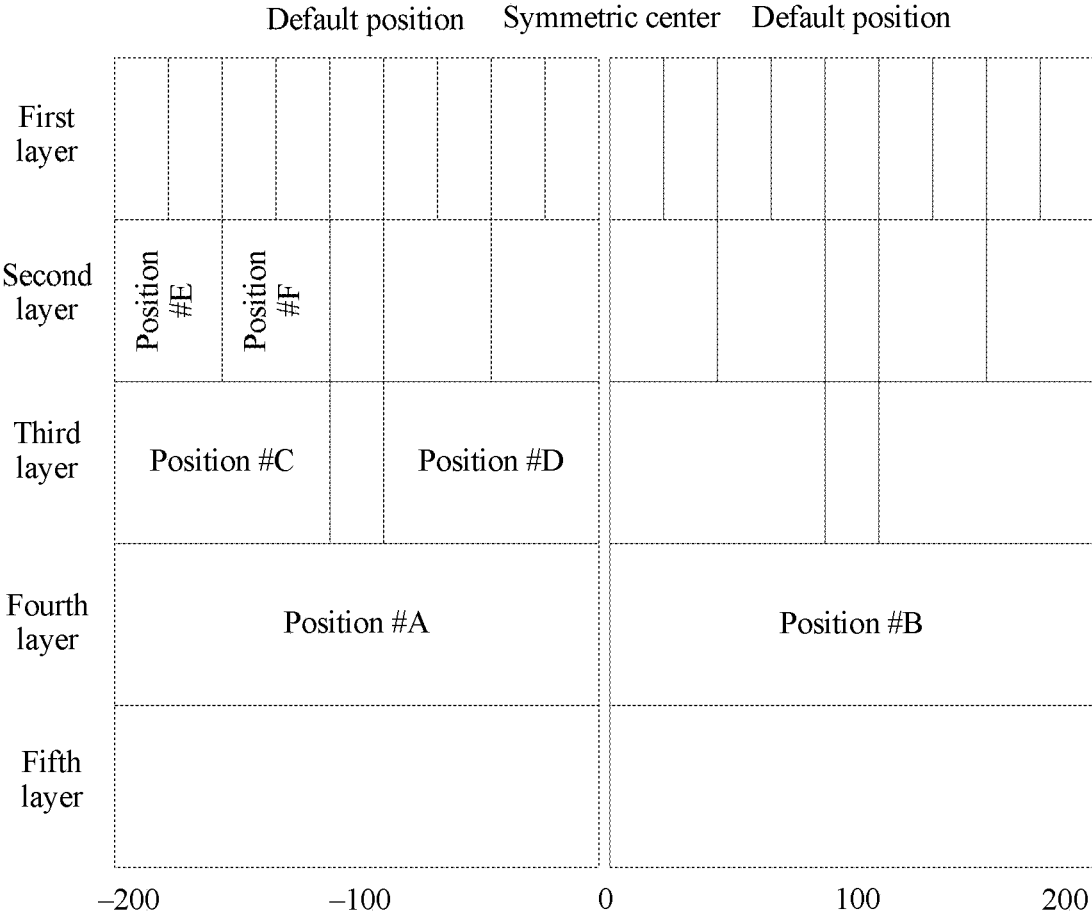 Default position Symmetric center Default position
First
layer
Second
layer
Position
#E
Position
#F
Third
layer
Position #C
Position #D
Fourth
layer
Position #A
Position #B
Fifth
layer
–200 –100 0 100 200